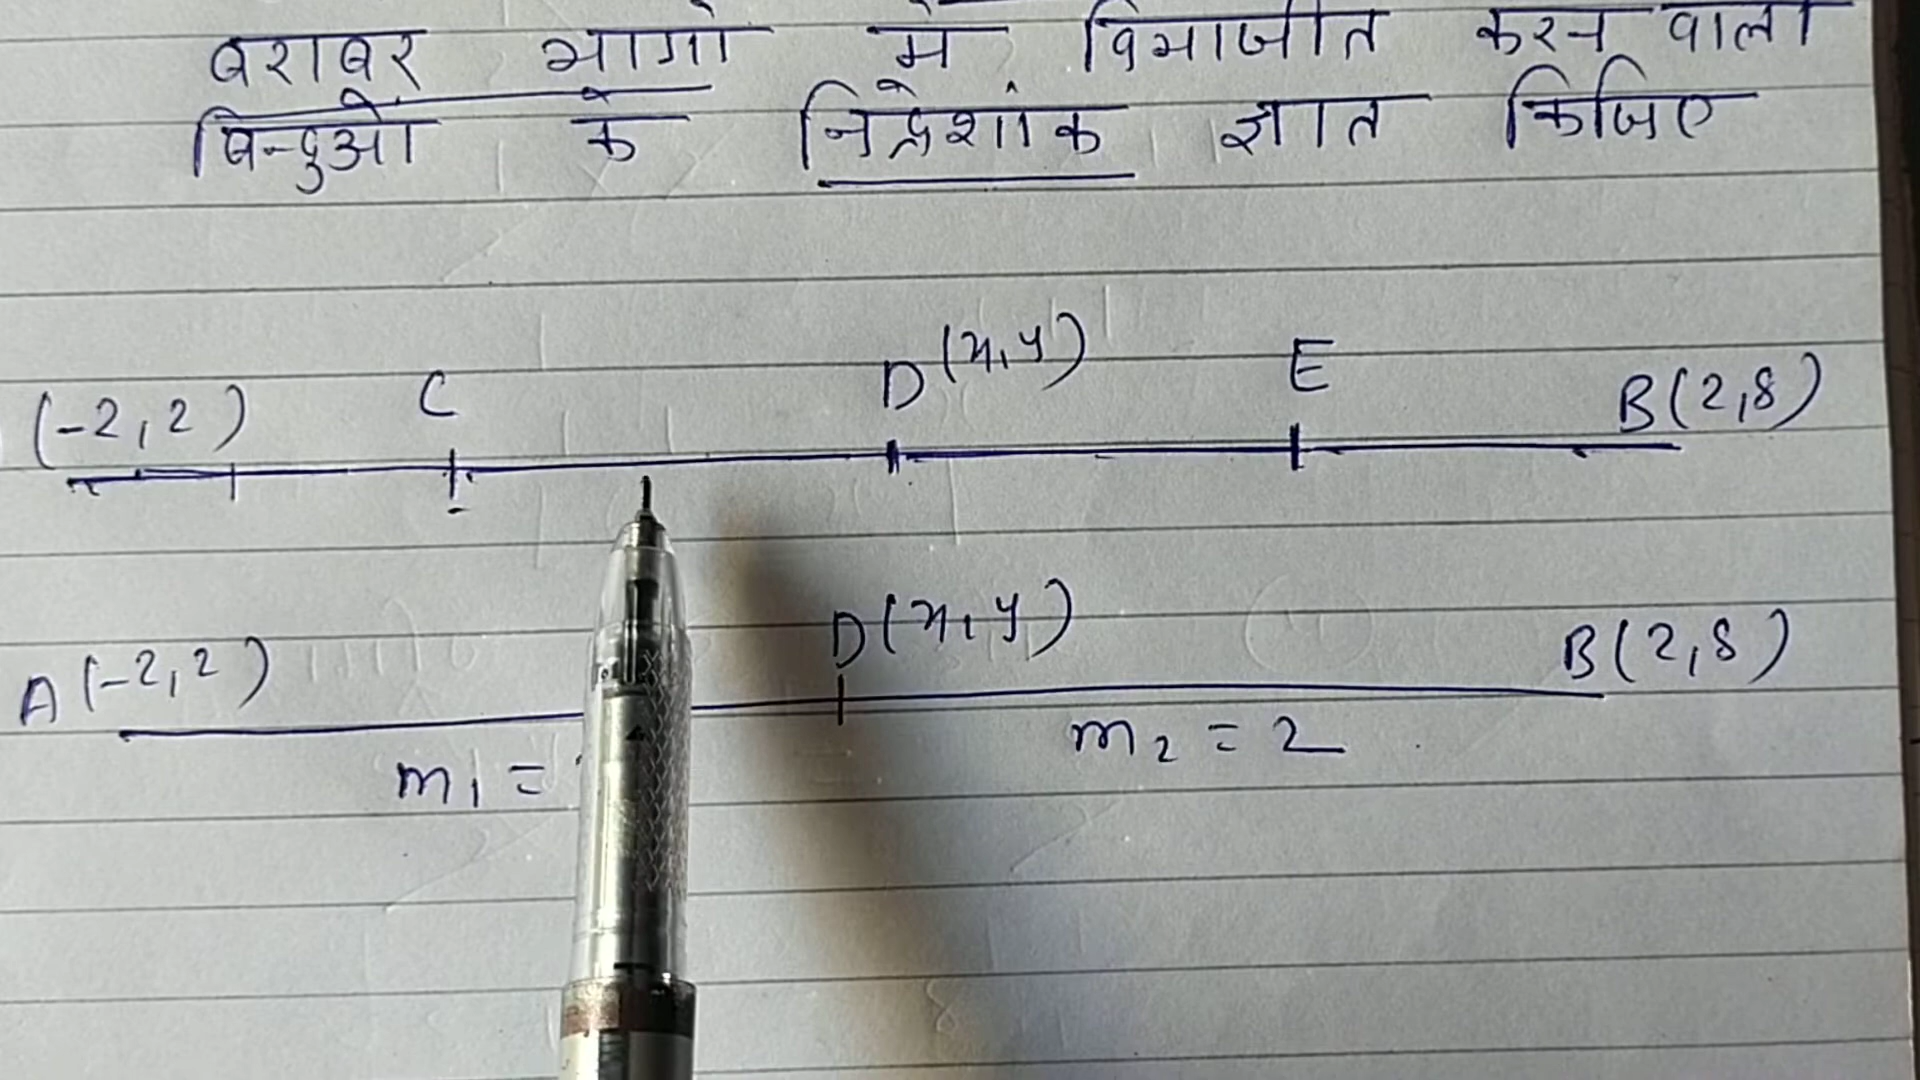 बराबर भागो मे विभाजीत करन वाला
बिन्दुओ के निद्रेशांक ज्ञात किजिए
(-2,2) C D(x,y) E B(2,8)
A(-2,2) D(x,y) B(2,8)
m₁ = m₂ = 2